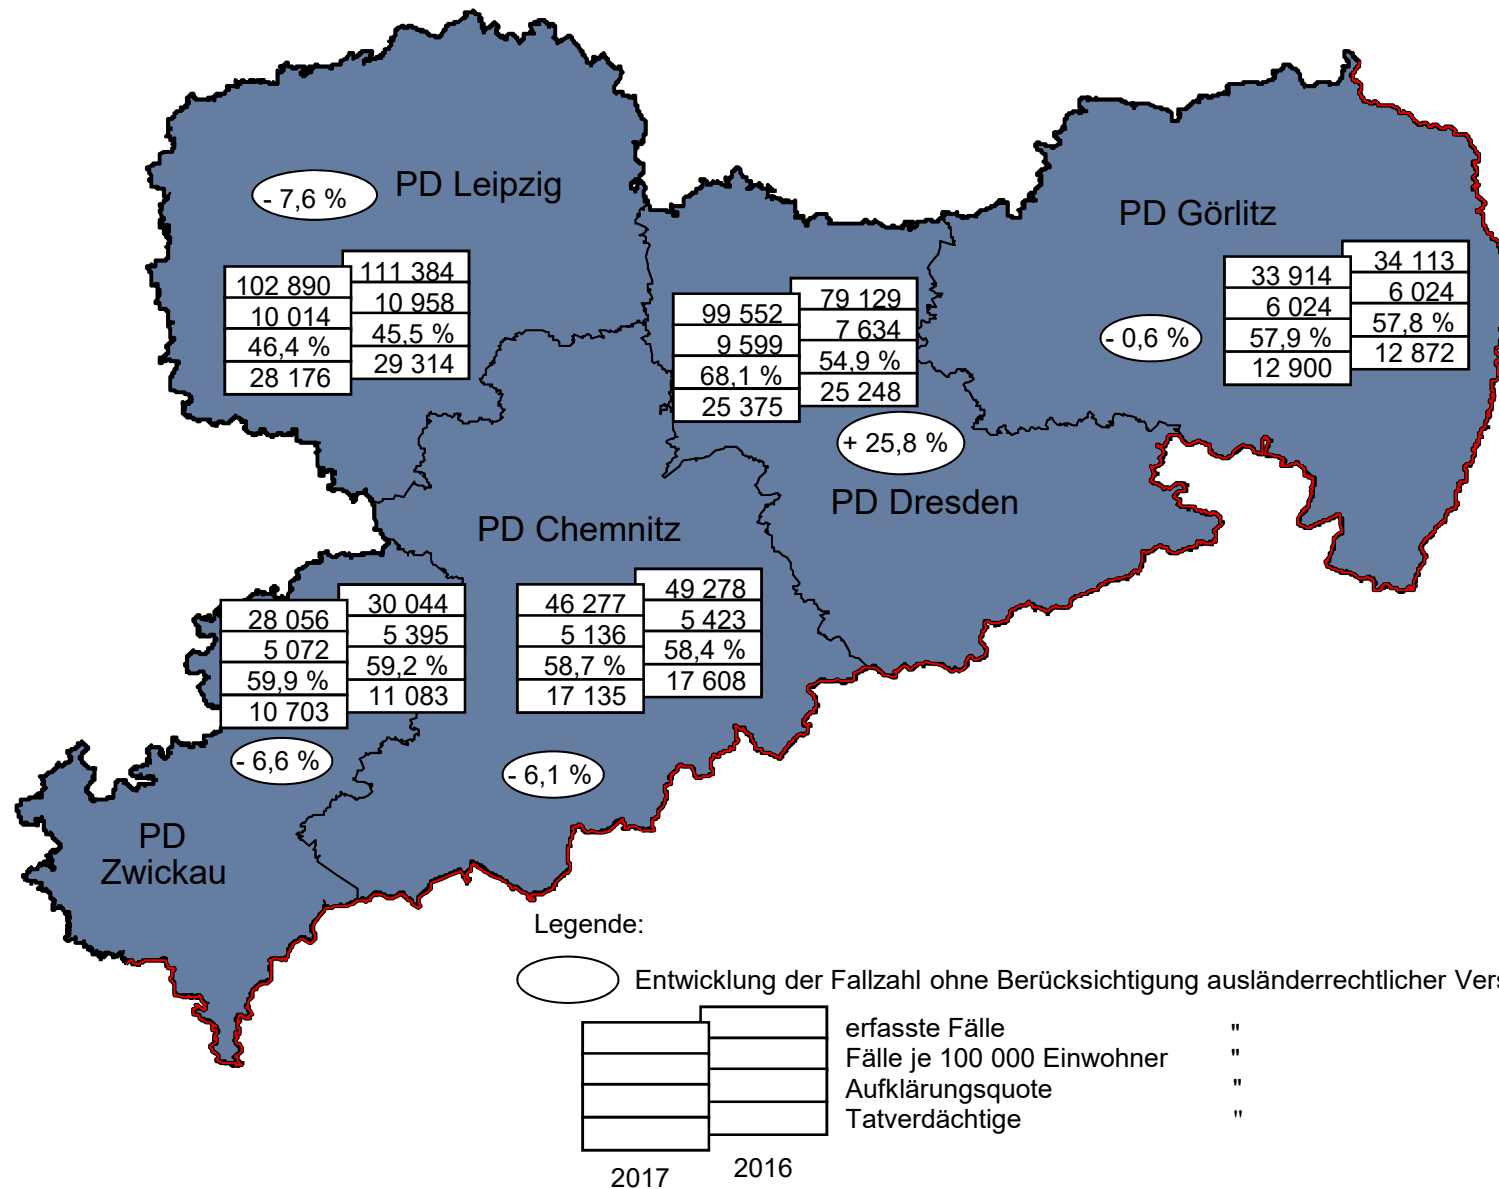 PD Leipzig
- 7,6 %
102 890
10 014
46,4 %
28 176
111 384
10 958
45,5 %
29 314
PD Görlitz
- 0,6 %
33 914
6 024
57,9 %
12 900
34 113
6 024
57,8 %
12 872
99 552
9 599
68,1 %
25 375
79 129
7 634
54,9 %
25 248
+ 25,8 %
PD Dresden
PD Chemnitz
46 277
5 136
58,7 %
17 135
49 278
5 423
58,4 %
17 608
- 6,1 %
28 056
5 072
59,9 %
10 703
30 044
5 395
59,2 %
11 083
- 6,6 %
PD
Zwickau
Legende:
Entwicklung der Fallzahl ohne Berücksichtigung ausländerrechtlicher Vers
erfasste Fälle "
Fälle je 100 000 Einwohner "
Aufklärungsquote "
Tatverdächtige "
2017 2016